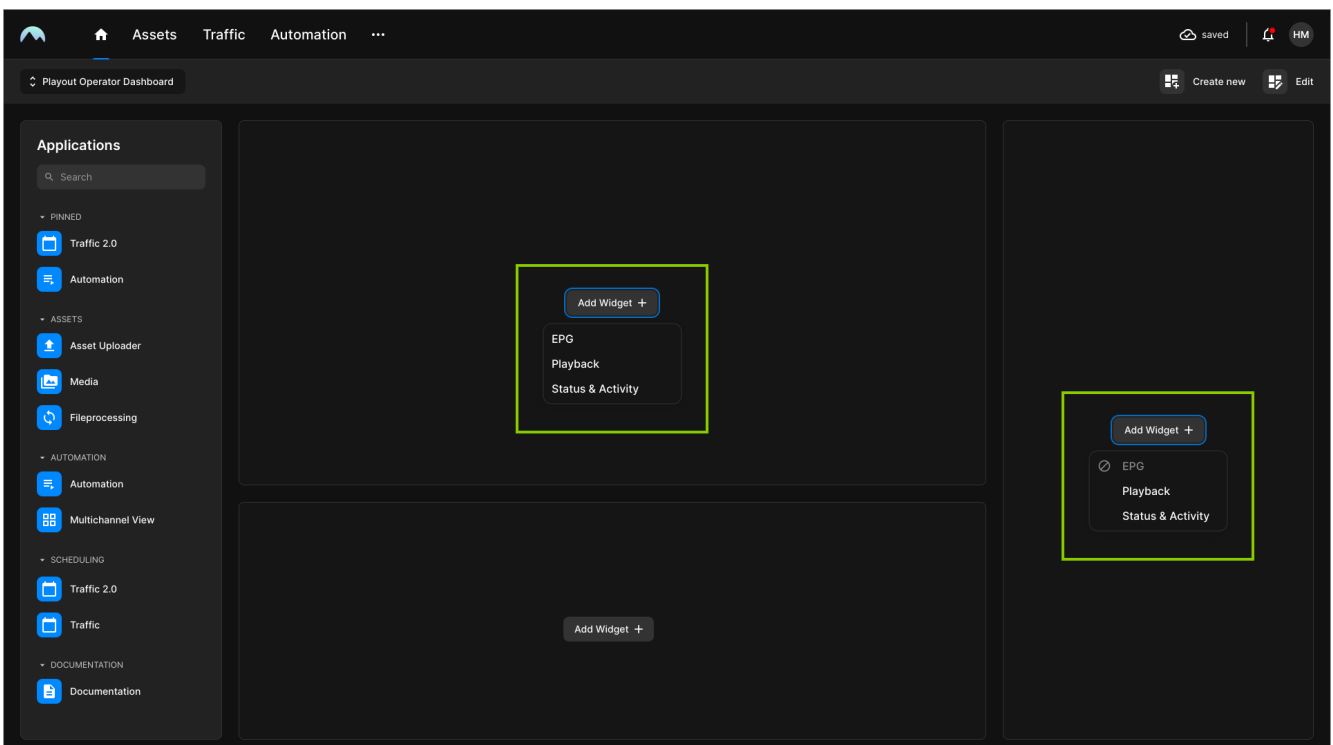 Assets Traffic Automation ···
saved
HM
Playout Operator Dashboard
Create new
Edit
Applications
Search
PINNED
Traffic 2.0
Automation
ASSETS
Asset Uploader
Media
Fileprocessing
AUTOMATION
Automation
Multichannel View
SCHEDULING
Traffic 2.0
Traffic
DOCUMENTATION
Documentation
Add Widget +
EPG
Playback
Status & Activity
Add Widget +
Add Widget +
EPG
Playback
Status & Activity